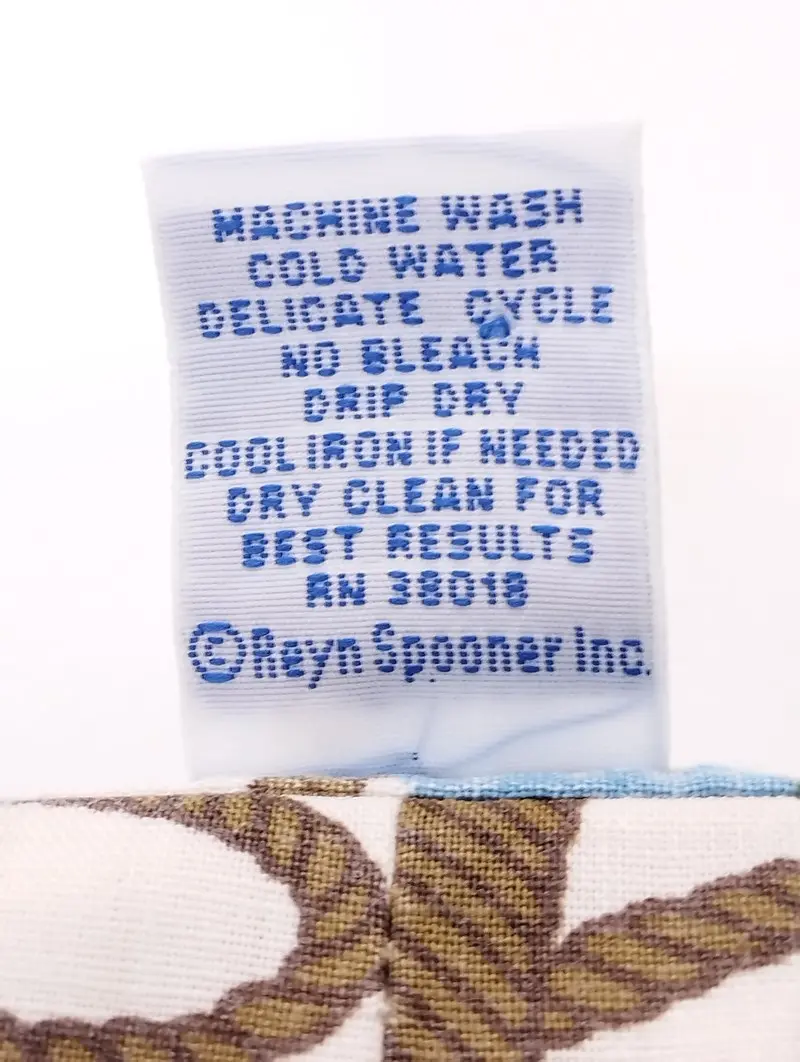 MACHINE WASH
COLD WATER
DELICATE CYCLE
NO BLEACH
DRIP DRY
COOL IRON IF NEEDED
DRY CLEAN FOR
BEST RESULTS
RN 38018
©Reyn Spooner Inc.